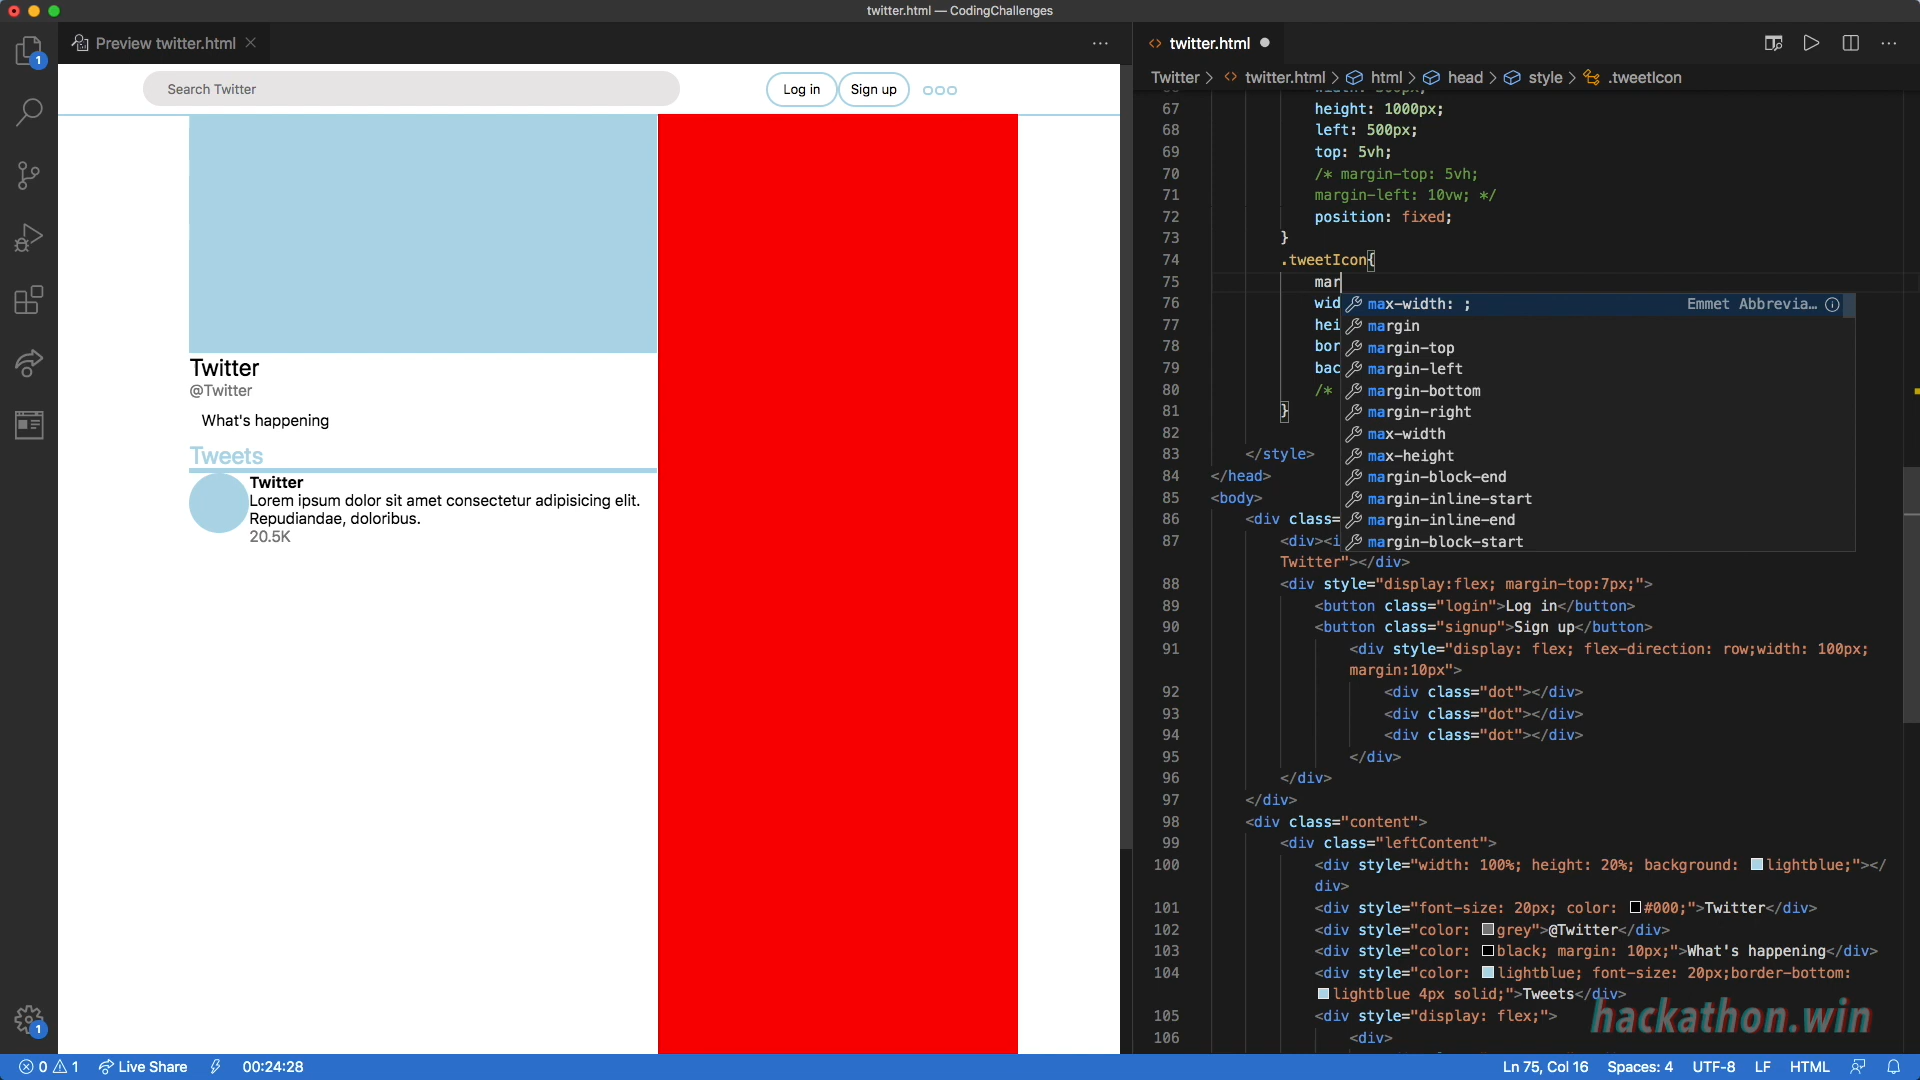 twitter.html — CodingChallenges
Preview twitter.html
twitter.html
Twitter > twitter.html > html > head > style > .tweetIcon
1
Search Twitter
Log in
Sign up
Twitter
@Twitter
What's happening
Tweets
Twitter
Lorem ipsum dolor sit amet consectetur adipisicing elit.
Repudiandae, doloribus.
20.5K
67 height: 1000px;
68 left: 500px;
69 top: 5vh;
70 /* margin-top: 5vh;
71 margin-left: 10vw; */
72 position: fixed;
73 }
74 .tweetIcon{
75 mar
76 wid
77 hei
78 bor
79 bac
80 /*
81 }
82
83 </style>
84 </head>
85 <body>
86 <div class=
87 <div><i
Twitter"></div>
max-width: ; Emmet Abbrevia…
margin
margin-top
margin-left
margin-bottom
margin-right
max-width
max-height
margin-block-end
margin-inline-start
margin-inline-end
margin-block-start
88 <div style="display:flex; margin-top:7px;">
89 <button class="login">Log in</button>
90 <button class="signup">Sign up</button>
91 <div style="display: flex; flex-direction: row;width: 100px;
margin:10px">
92 <div class="dot"></div>
93 <div class="dot"></div>
94 <div class="dot"></div>
95 </div>
96 </div>
97 </div>
98 <div class="content">
99 <div class="leftContent">
100 <div style="width: 100%; height: 20%; background: lightblue;"></
div>
101 <div style="font-size: 20px; color: #000;">Twitter</div>
102 <div style="color: grey">@Twitter</div>
103 <div style="color: black; margin: 10px;">What's happening</div>
104 <div style="color: lightblue; font-size: 20px;border-bottom:
lightblue 4px solid;">Tweets</div>
105 <div style="display: flex;">
106 <div>
hackathon.win
1
0 1 Live Share 00:24:28 Ln 75, Col 16 Spaces: 4 UTF-8 LF HTML